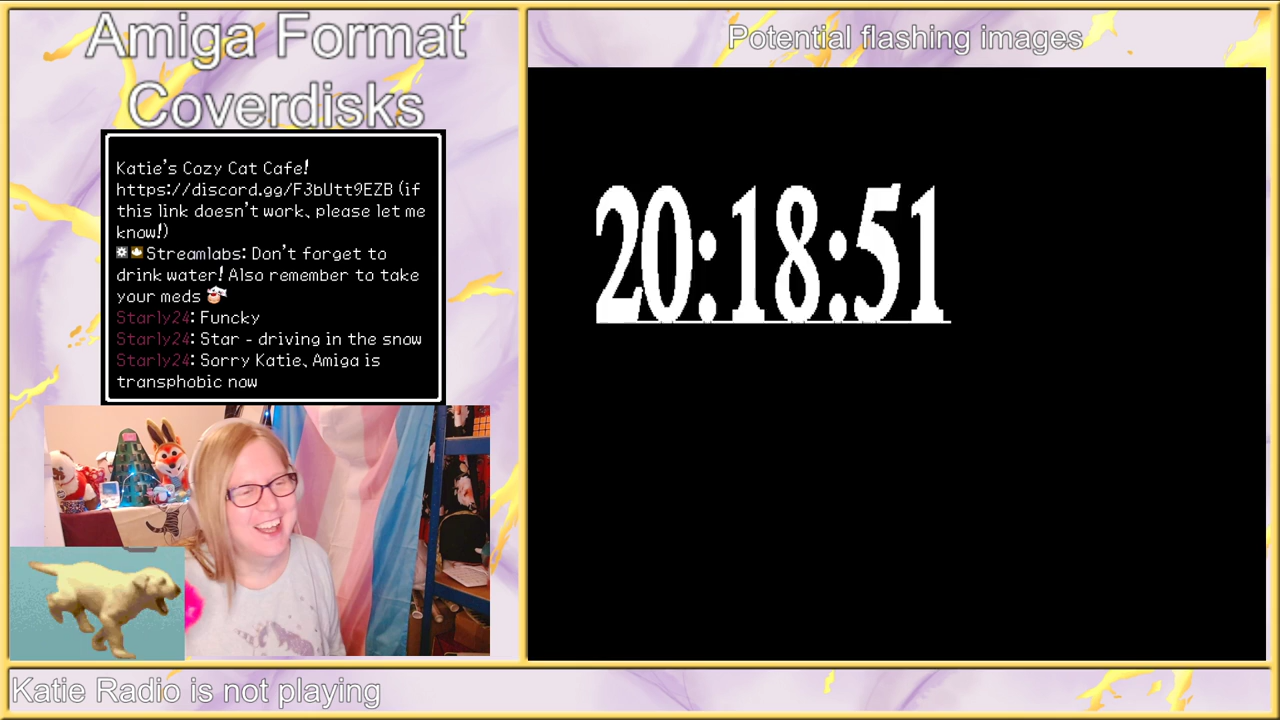 Amiga Format
Coverdisks
Potential flashing images
Katie's Cozy Cat Cafe!
https://discord.gg/F3bUtt9EZB (if
this link doesn't work, please let me
know!)
Streamlabs: Don't forget to
drink water! Also remember to take
your meds
Starly24: Funcky
Starly24: Star - driving in the snow
Starly24: Sorry Katie, Amiga is
transphobic now
20:18:51
Katie Radio is not playing